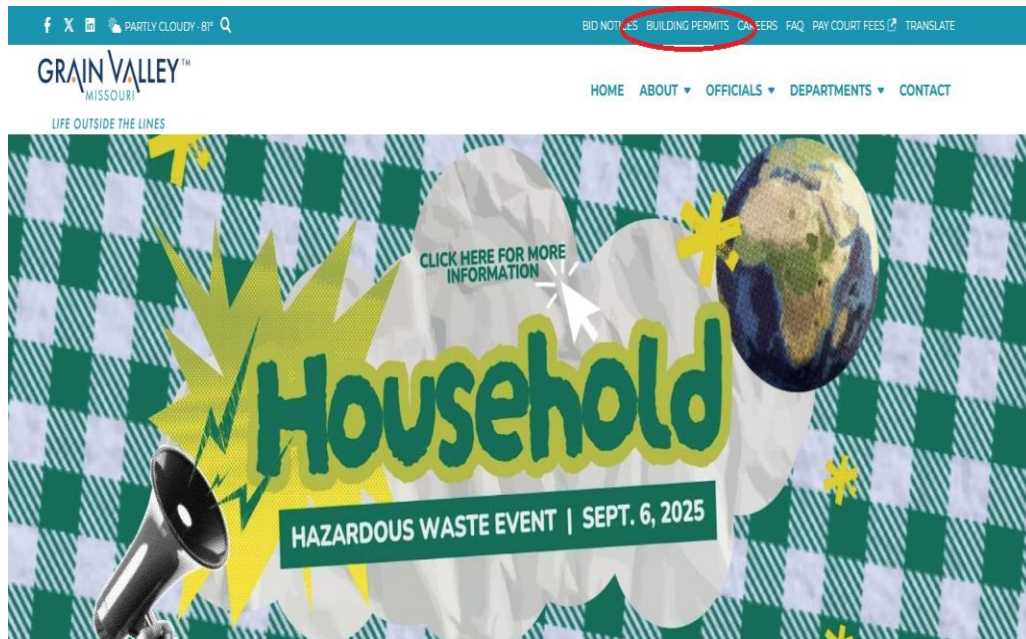 f X in PARTLY CLOUDY · 81° BID NOTICES BUILDING PERMITS CAREERS FAQ PAY COURT FEES TRANSLATE
GRAIN VALLEY™
MISSOURI
LIFE OUTSIDE THE LINES
HOME ABOUT OFFICIALS DEPARTMENTS CONTACT
CLICK HERE FOR MORE
INFORMATION
Household
HAZARDOUS WASTE EVENT | SEPT. 6, 2025